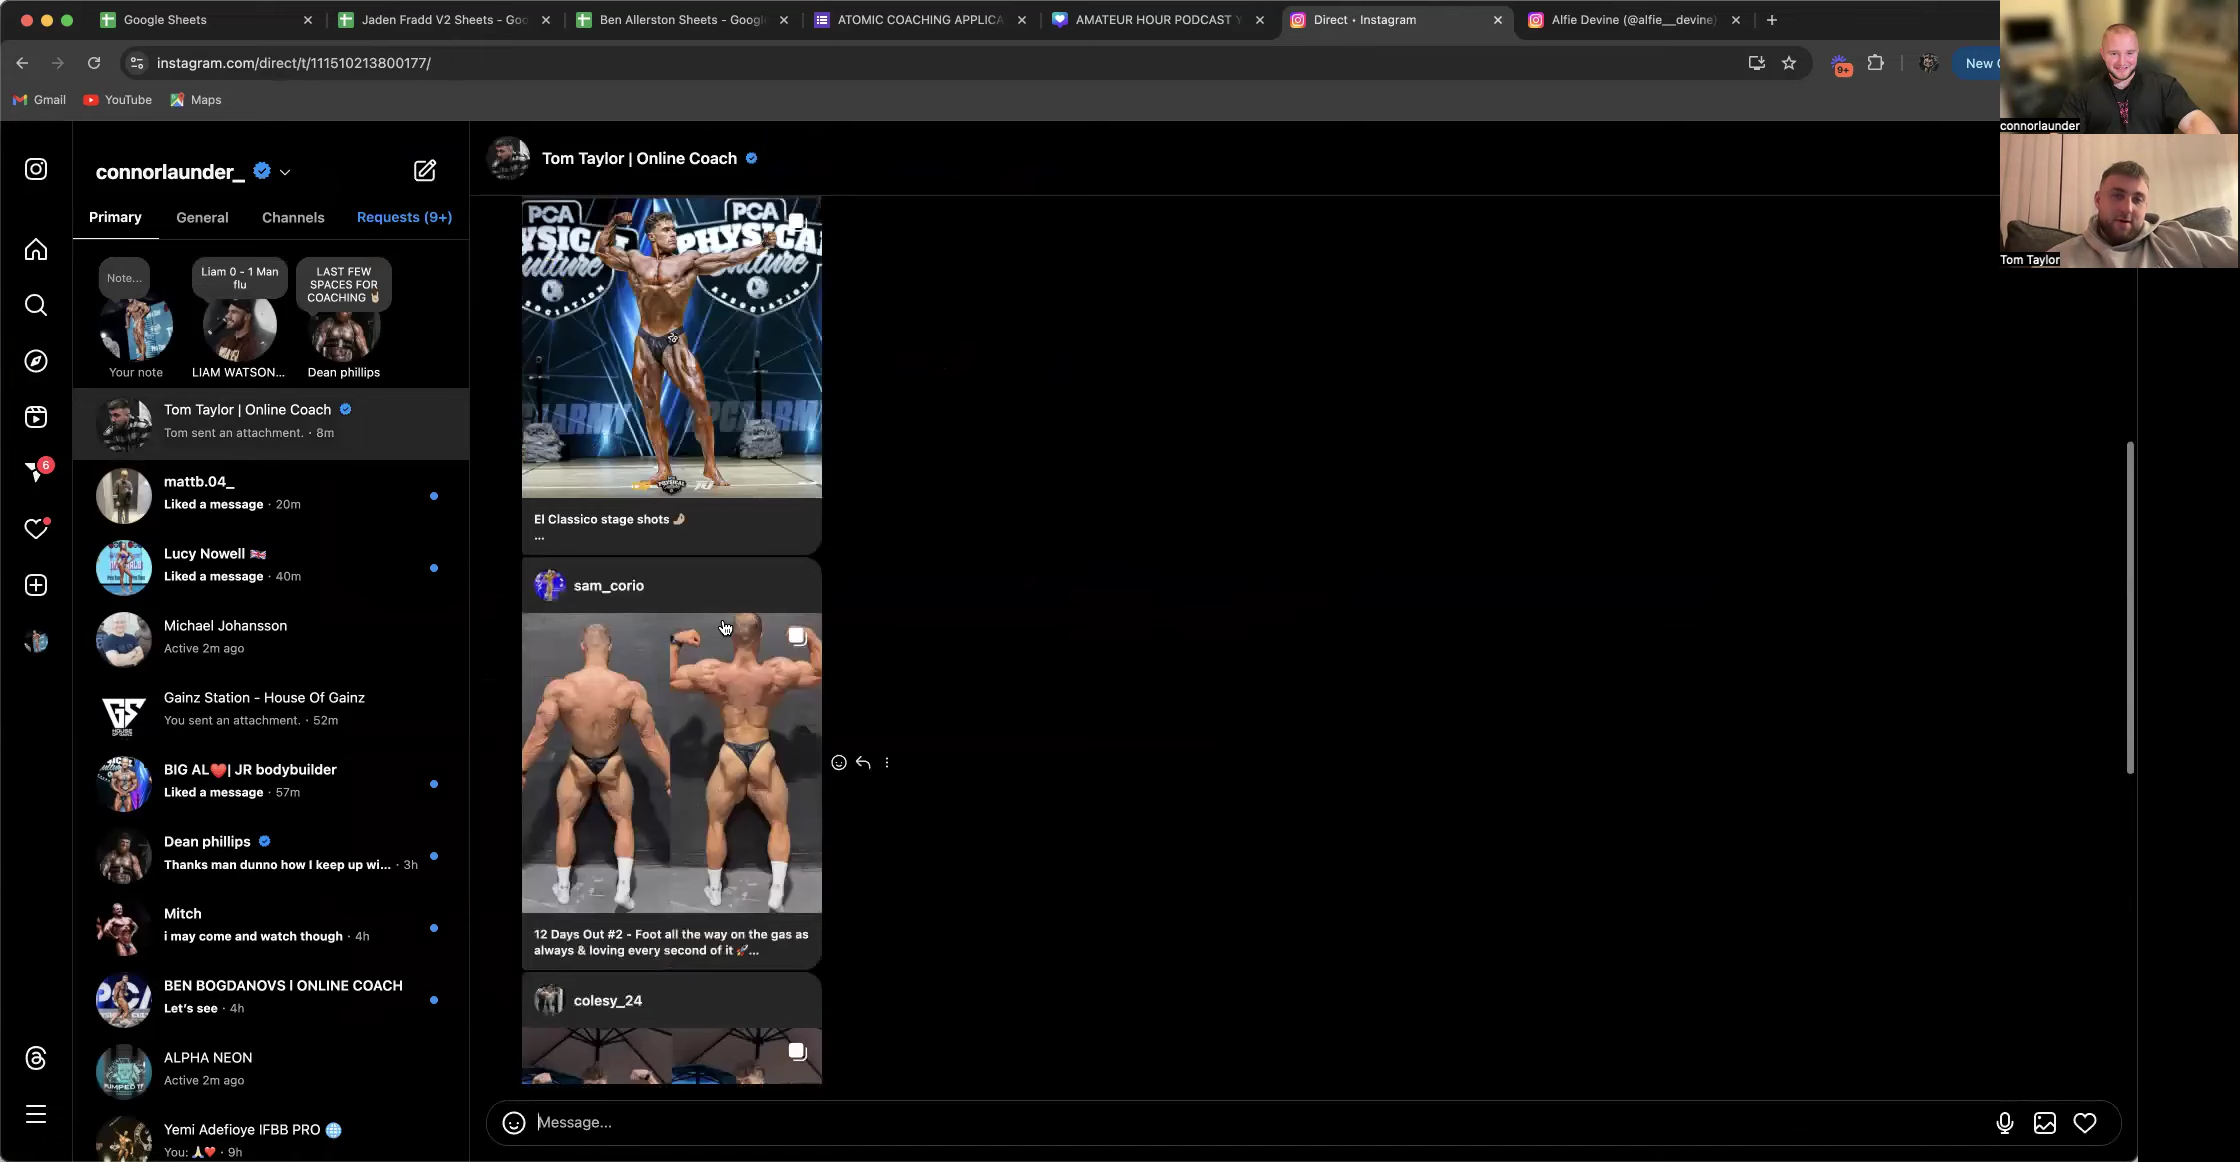 Google Sheets
Jaden Fradd V2 Sheets - Goo
Ben Allerston Sheets - Googl
ATOMIC COACHING APPLICA
AMATEUR HOUR PODCAST Y
Direct • Instagram
Alfie Devine (@alfie__devine)
instagram.com/direct/t/111510213800177/
9+
New C
Gmail
YouTube
Maps
connorlaunder
Tom Taylor
connorlaunder_
Primary
General
Channels
Requests (9+)
Note...
Liam 0 - 1 Man
flu
LAST FEW
SPACES FOR
COACHING 🤘🏼
Your note
LIAM WATSON...
Dean phillips
6
Tom Taylor | Online Coach
Tom sent an attachment. · 8m
mattb.04_
Liked a message · 20m
Lucy Nowell 🇬🇧
Liked a message · 40m
Michael Johansson
Active 2m ago
Gainz Station - House Of Gainz
You sent an attachment. · 52m
GS
BIG AL❤️| JR bodybuilder
Liked a message · 57m
Dean phillips
Thanks man dunno how I keep up wi... · 3h
Mitch
i may come and watch though · 4h
BEN BOGDANOVS I ONLINE COACH
Let's see · 4h
ALPHA NEON
Active 2m ago
Yemi Adefioye IFBB PRO 🌐
You: 🙏🏼❤️ · 9h
Tom Taylor | Online Coach
PCA
PCA
PHYSICAL
Culture
El Classico stage shots 🤌🏼
...
sam_corio
12 Days Out #2 - Foot all the way on the gas as
always & loving every second of it 🚀...
colesy_24
Message...